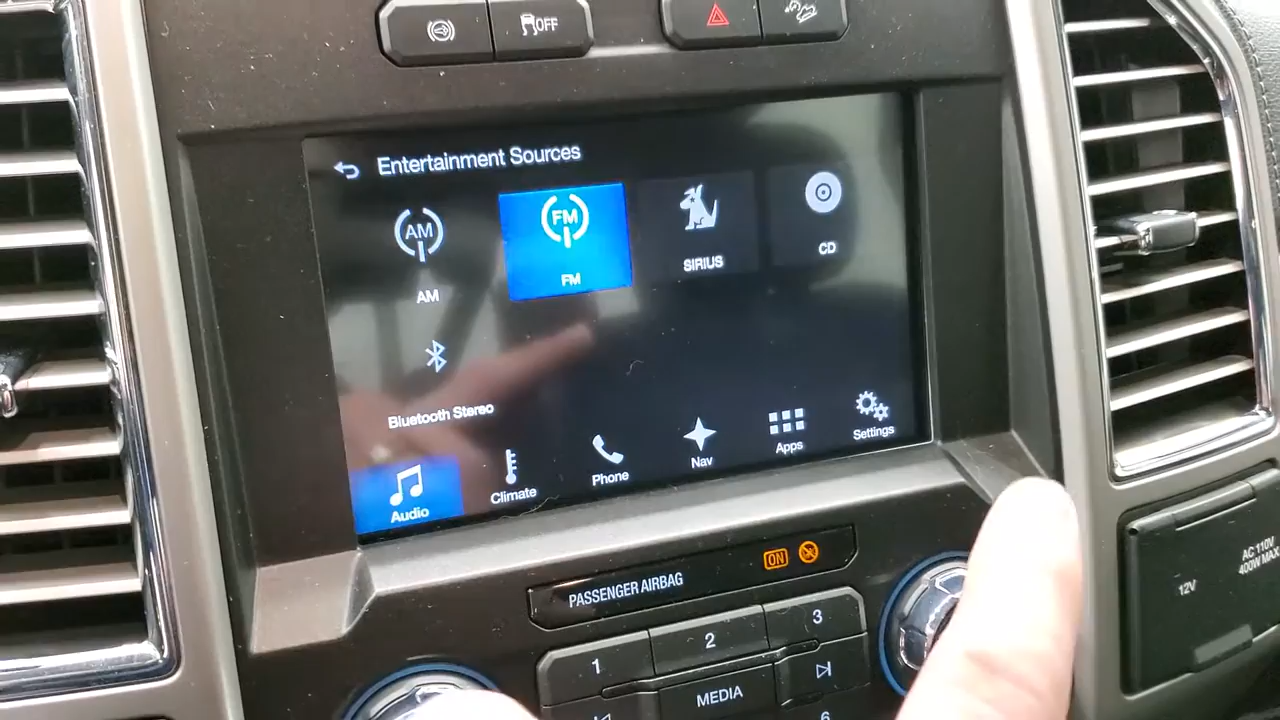 OFF
Entertainment Sources
AM
FM
AM
FM
SIRIUS
CD
Bluetooth Stereo
Audio
Climate
Phone
Nav
Apps
Settings
PASSENGER AIRBAG
ON
1
2
3
MEDIA
6
12V
AC 110V
400W MAX